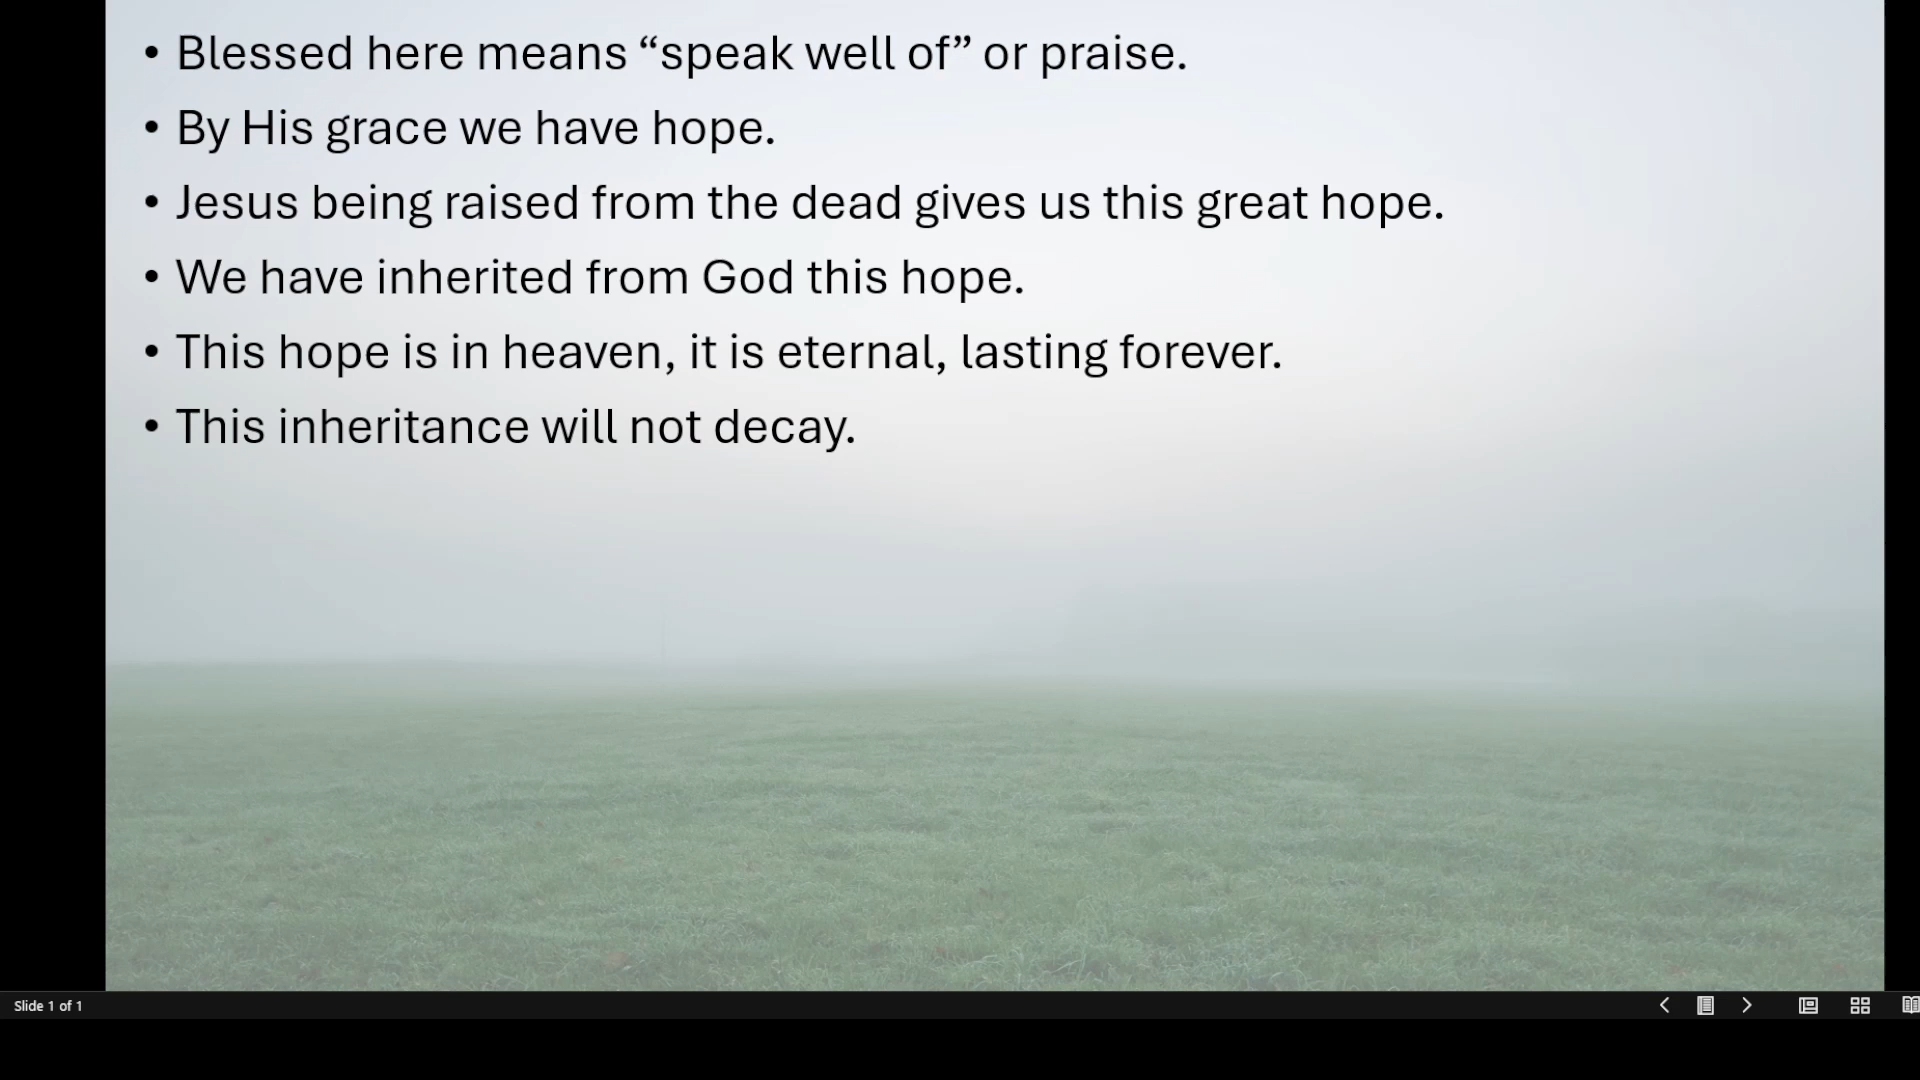 • Blessed here means “speak well of” or praise.
• By His grace we have hope.
• Jesus being raised from the dead gives us this great hope.
• We have inherited from God this hope.
• This hope is in heaven, it is eternal, lasting forever.
• This inheritance will not decay.
Slide 1 of 1